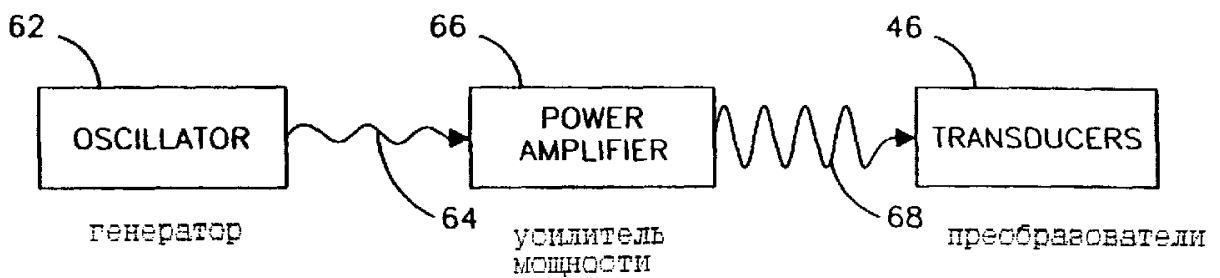 62
66
46
OSCILLATOR
POWER
AMPLIFIER
TRANSDUCERS
64
68
генератор
усилитель
мощности
преобразователи